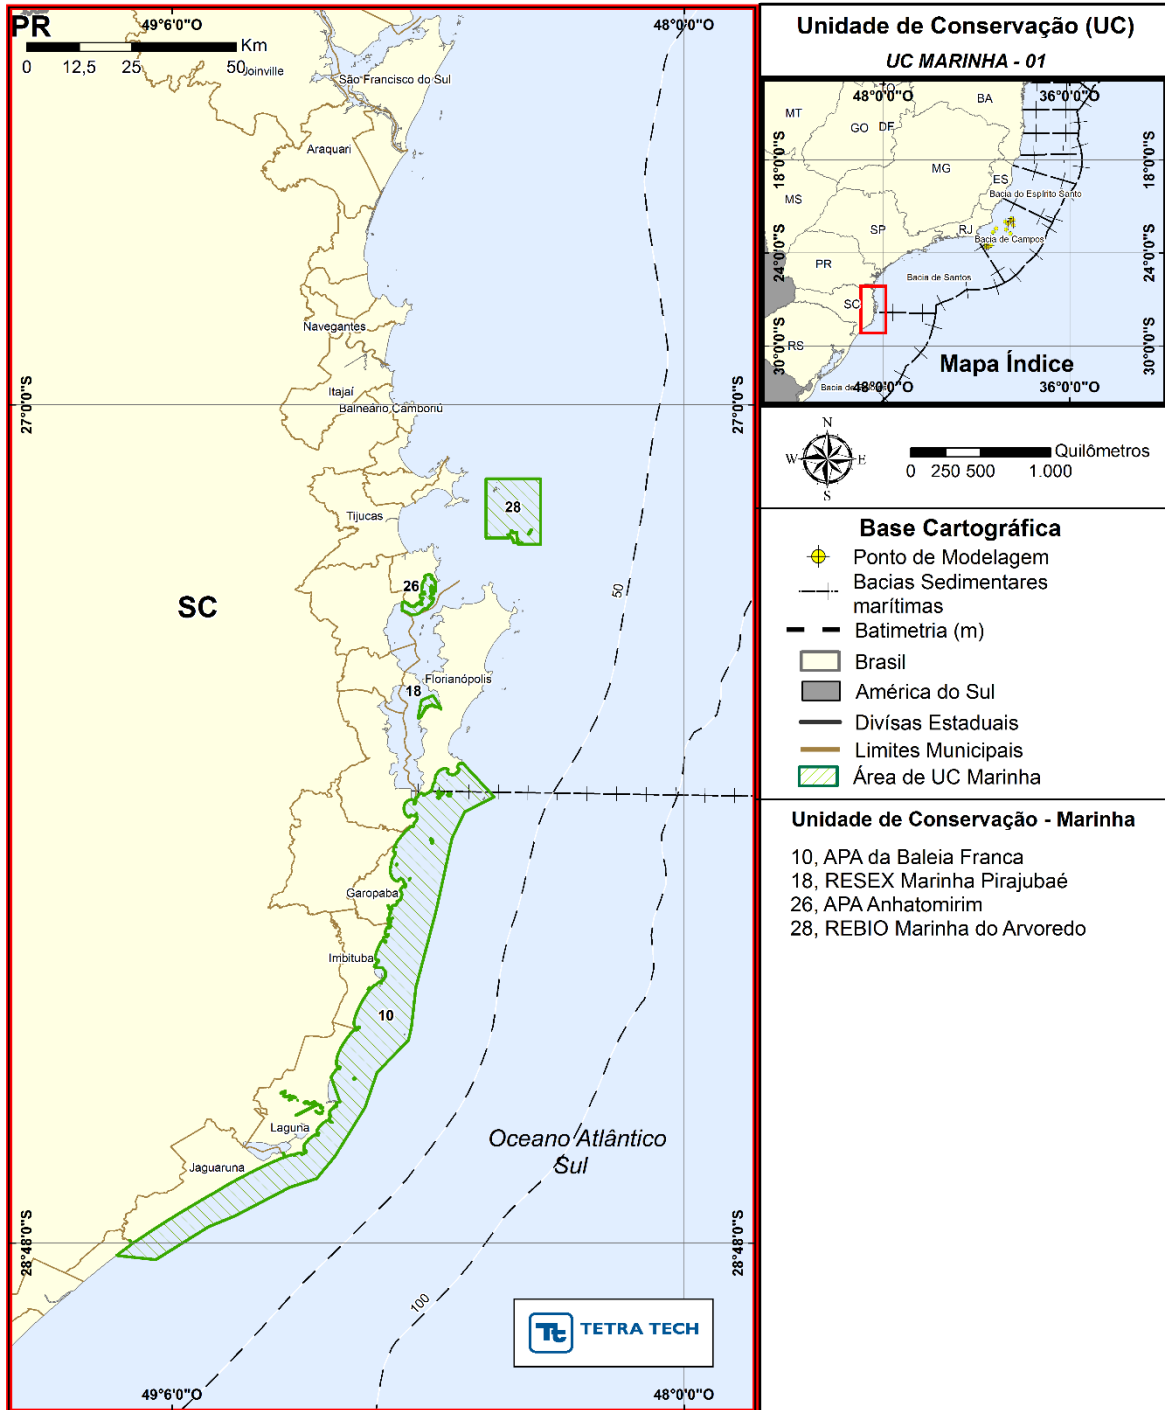 PR
49°6'0"O
48°0'0"O
Km
0 12,5 25 50
Joinville
São Francisco do Sul
Araquari
Navegantes
Itajaí
Balneário Camboriú
27°0'0"S
27°0'0"S
28
Tijucas
26
SC
50
Florianópolis
18
Garopaba
Imbituba
10
Laguna
Jaguaruna
Oceano Atlântico
Sul
28°48'0"S
28°48'0"S
100
Tt TETRA TECH
49°6'0"O
48°0'0"O
Unidade de Conservação (UC)
UC MARINHA - 01
48°0'0"O
36°0'0"O
TO
BA
MT
GO
DF
18°0'0"S
18°0'0"S
MG
ES
MS
Bacia do Espírito Santo
SP
RJ
Bacia de Campos
24°0'0"S
24°0'0"S
PR
Bacia de Santos
SC
30°0'0"S
30°0'0"S
RS
Mapa Índice
48°0'0"O
36°0'0"O
N
W
E
S
Quilômetros
0 250 500 1.000
Base Cartográfica
Ponto de Modelagem
Bacias Sedimentares
marítimas
Batimetria (m)
Brasil
América do Sul
Divísas Estaduais
Limites Municipais
Área de UC Marinha
Unidade de Conservação - Marinha
10, APA da Baleia Franca
18, RESEX Marinha Pirajubaé
26, APA Anhatomirim
28, REBIO Marinha do Arvoredo